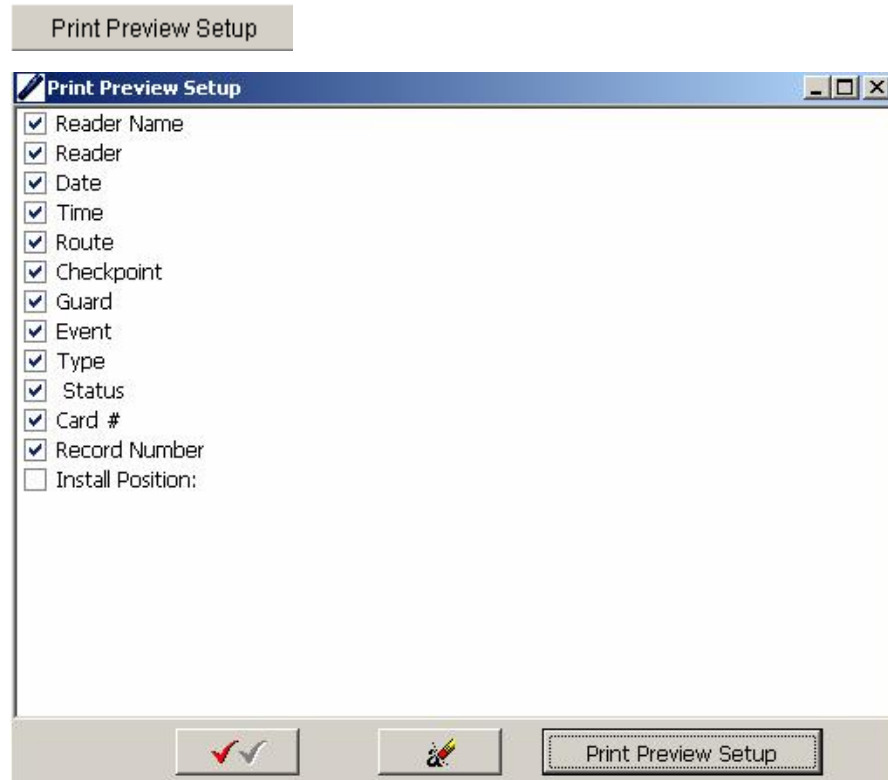 Print Preview Setup
Print Preview Setup
Reader Name
Reader
Date
Time
Route
Checkpoint
Guard
Event
Type
Status
Card #
Record Number
Install Position:
a
Print Preview Setup